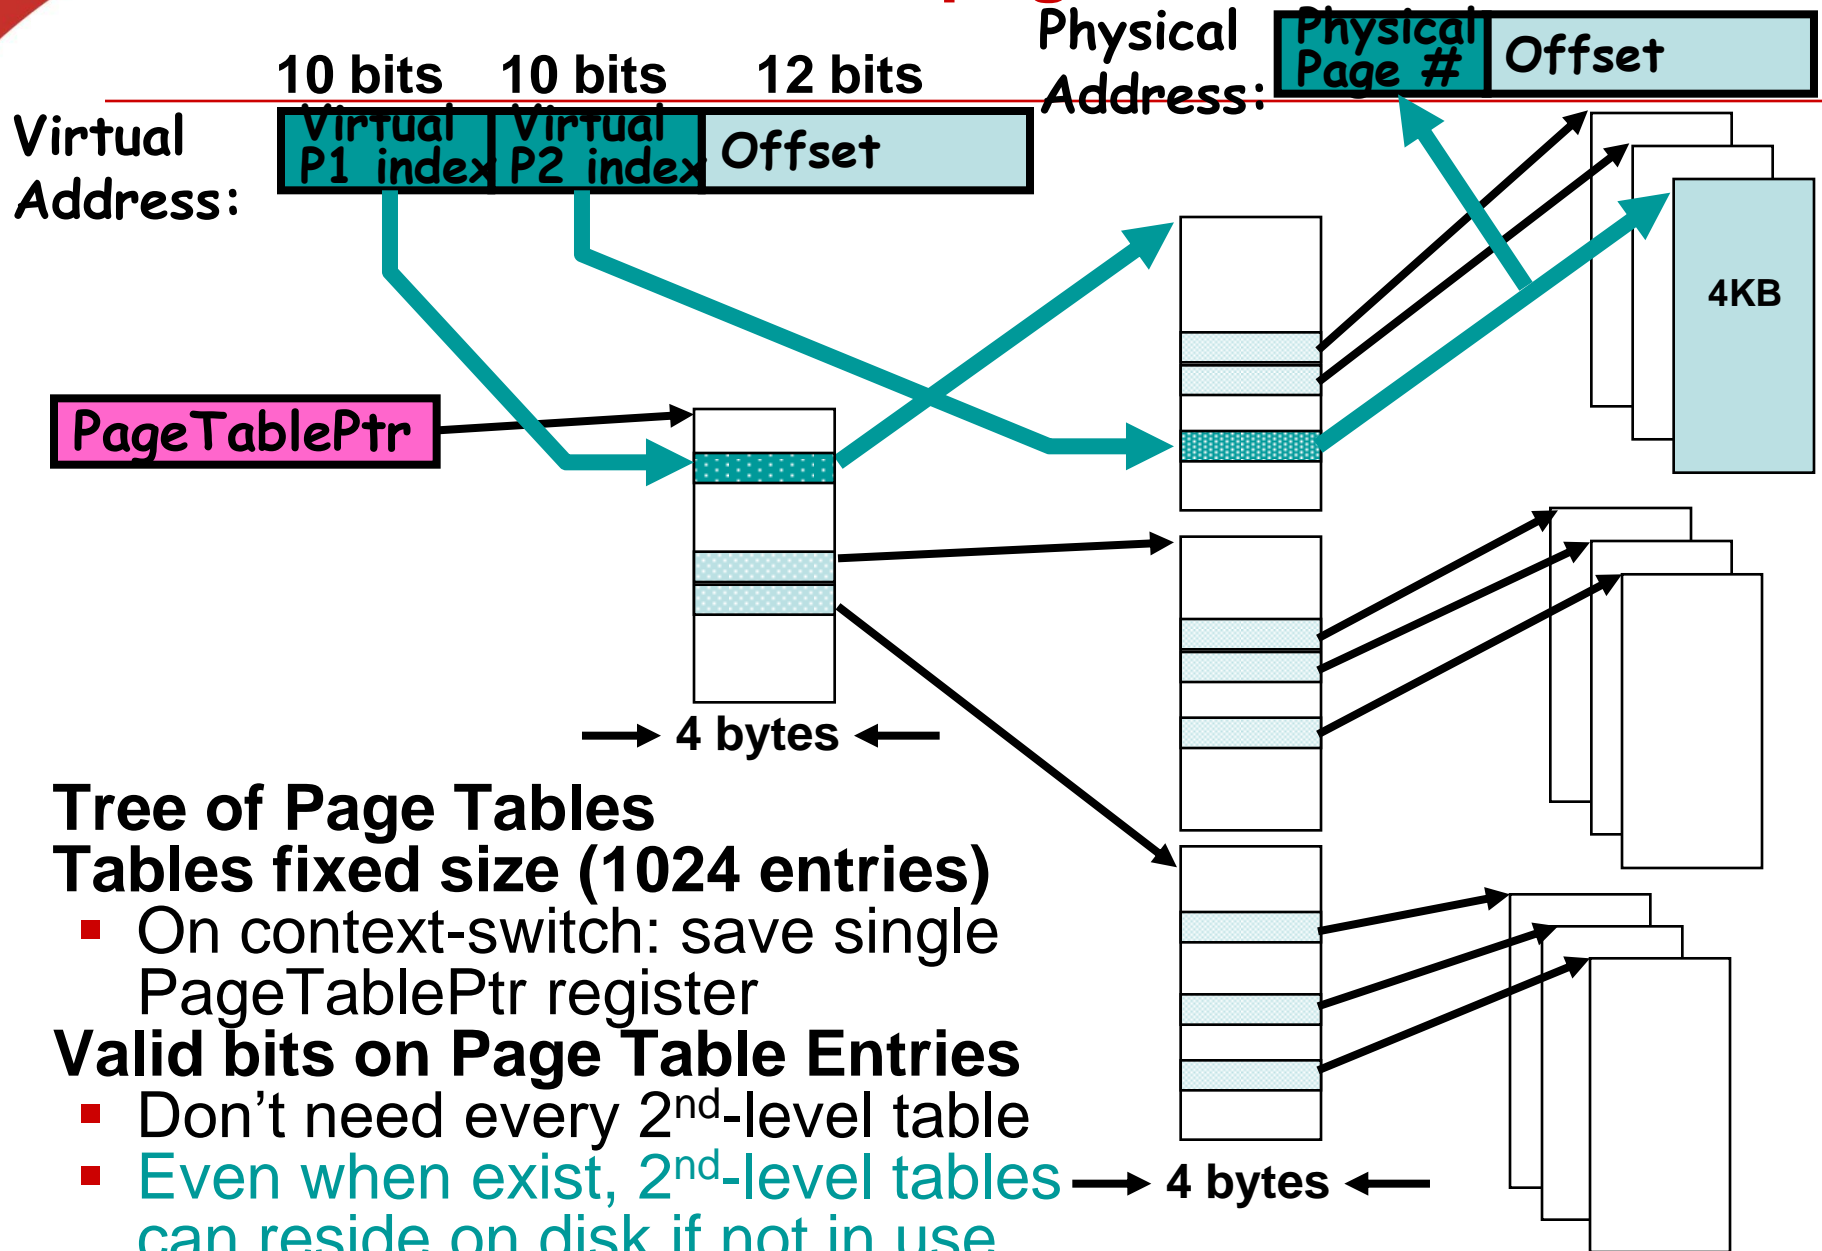 Physical
Address:
Physical
Page #
Offset
10 bits 10 bits 12 bits
Virtual
Address:
Virtual
P1 index
Virtual
P2 index
Offset
4KB
PageTablePtr
4 bytes
Tree of Page Tables
Tables fixed size (1024 entries)
▪ On context-switch: save single
PageTablePtr register
Valid bits on Page Table Entries
▪ Don’t need every 2nd-level table
▪ Even when exist, 2nd-level tables
can reside on disk if not in use
4 bytes